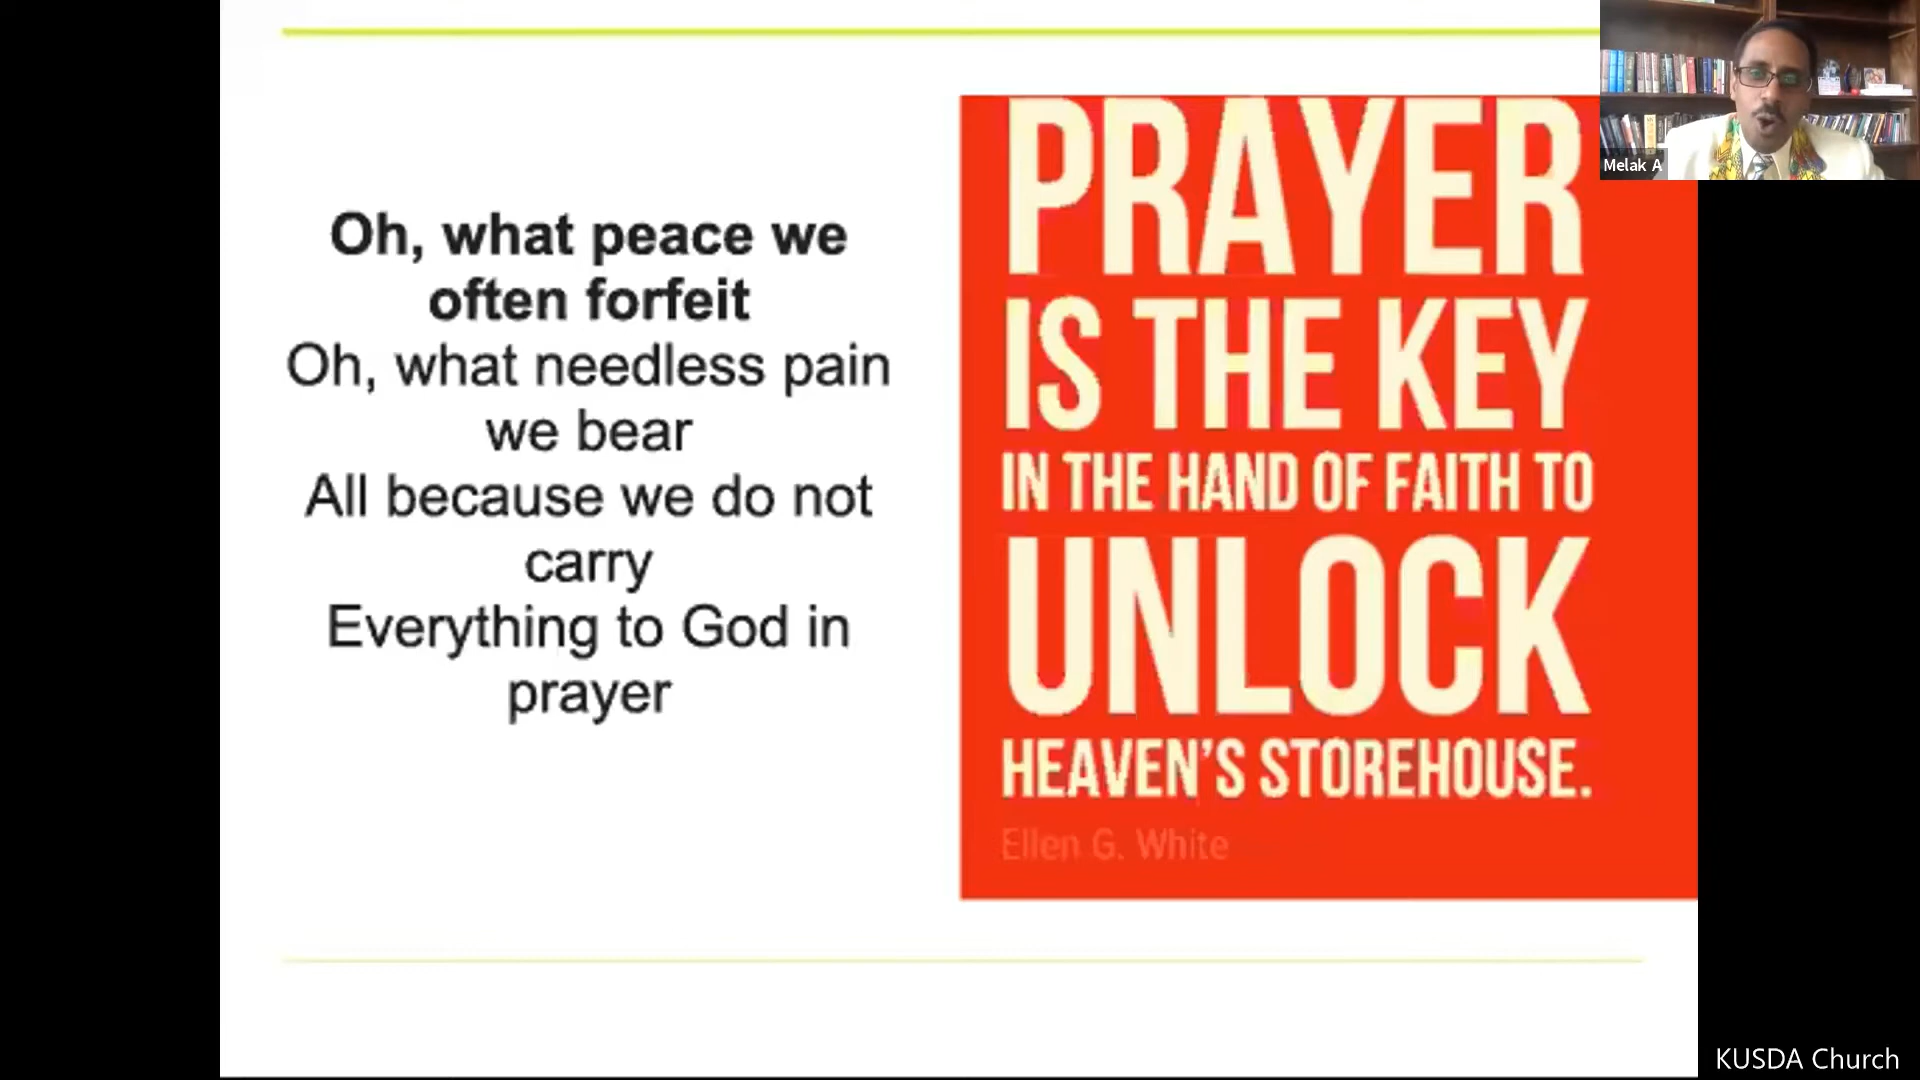 Oh, what peace we
often forfeit
Oh, what needless pain
we bear
All because we do not
carry
Everything to God in
prayer
PRAYER
IS THE KEY
IN THE HAND OF FAITH TO
UNLOCK
HEAVEN'S STOREHOUSE.
Ellen G. White
Melak A
KUSDA Church